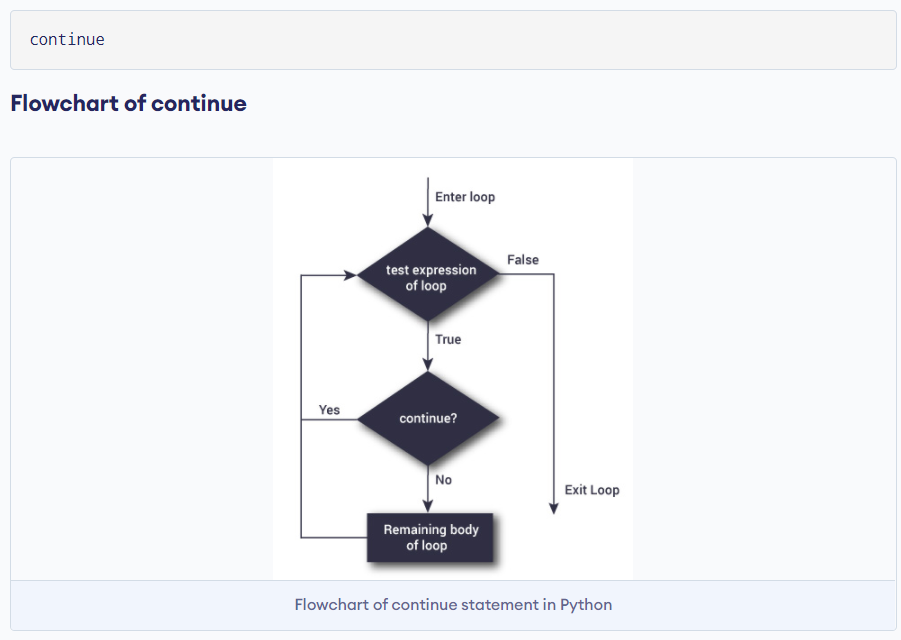 continue
Flowchart of continue
Enter loop
test expression
of loop
False
True
continue?
Yes
No
Exit Loop
Remaining body
of loop
Flowchart of continue statement in Python